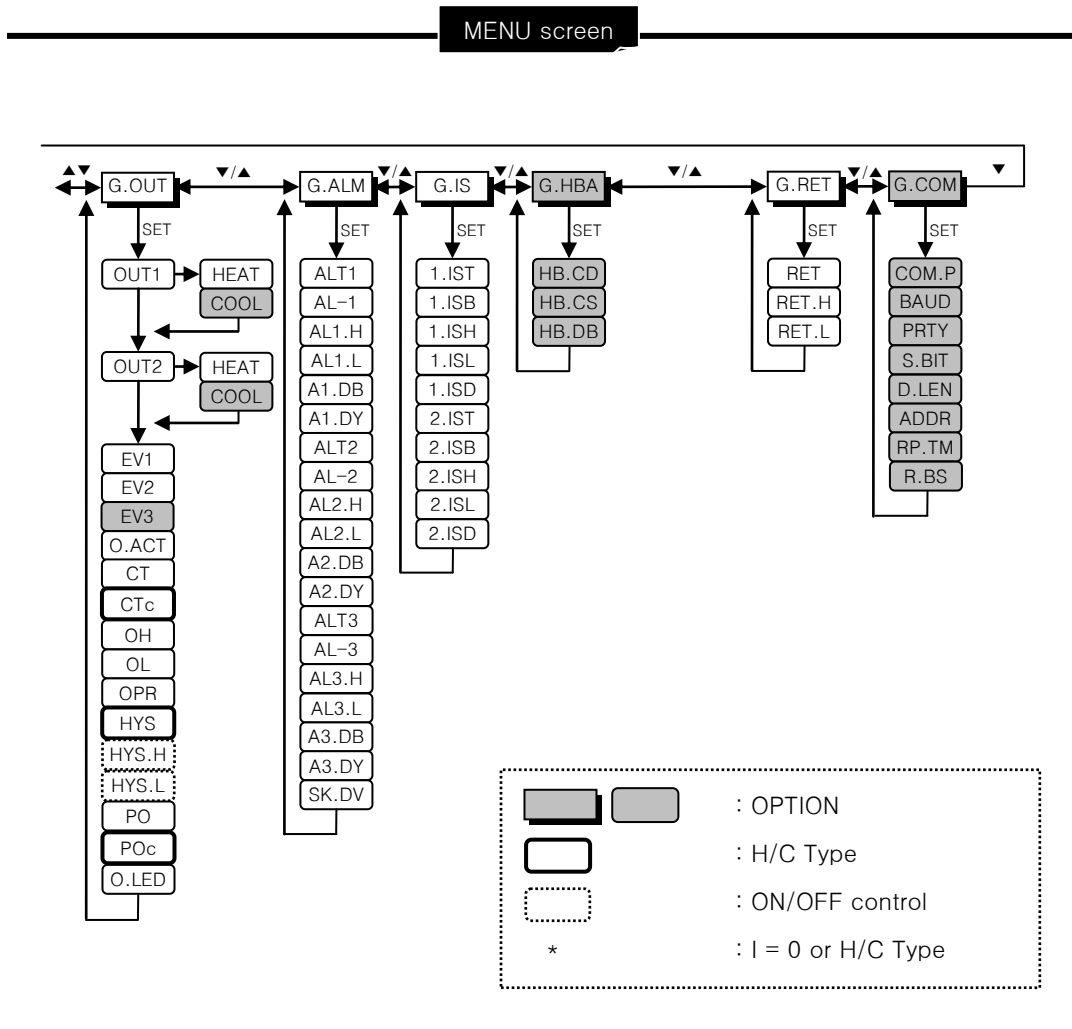 MENU screen
▲▼
G.OUT
▼/▲
G.ALM
▼/▲
G.IS
▼/▲
G.HBA
▼/▲
G.RET
▼/▲
G.COM
▼
SET
OUT1
HEAT
COOL
OUT2
HEAT
COOL
EV1
EV2
EV3
O.ACT
CT
CTc
OH
OL
OPR
HYS
HYS.H
HYS.L
PO
POc
O.LED
SET
ALT1
AL-1
AL1.H
AL1.L
A1.DB
A1.DY
ALT2
AL-2
AL2.H
AL2.L
A2.DB
A2.DY
ALT3
AL-3
AL3.H
AL3.L
A3.DB
A3.DY
SK.DV
SET
1.IST
1.ISB
1.ISH
1.ISL
1.ISD
2.IST
2.ISB
2.ISH
2.ISL
2.ISD
SET
HB.CD
HB.CS
HB.DB
SET
RET
RET.H
RET.L
SET
COM.P
BAUD
PRTY
S.BIT
D.LEN
ADDR
RP.TM
R.BS
: OPTION
: H/C Type
: ON/OFF control
* : I = 0 or H/C Type